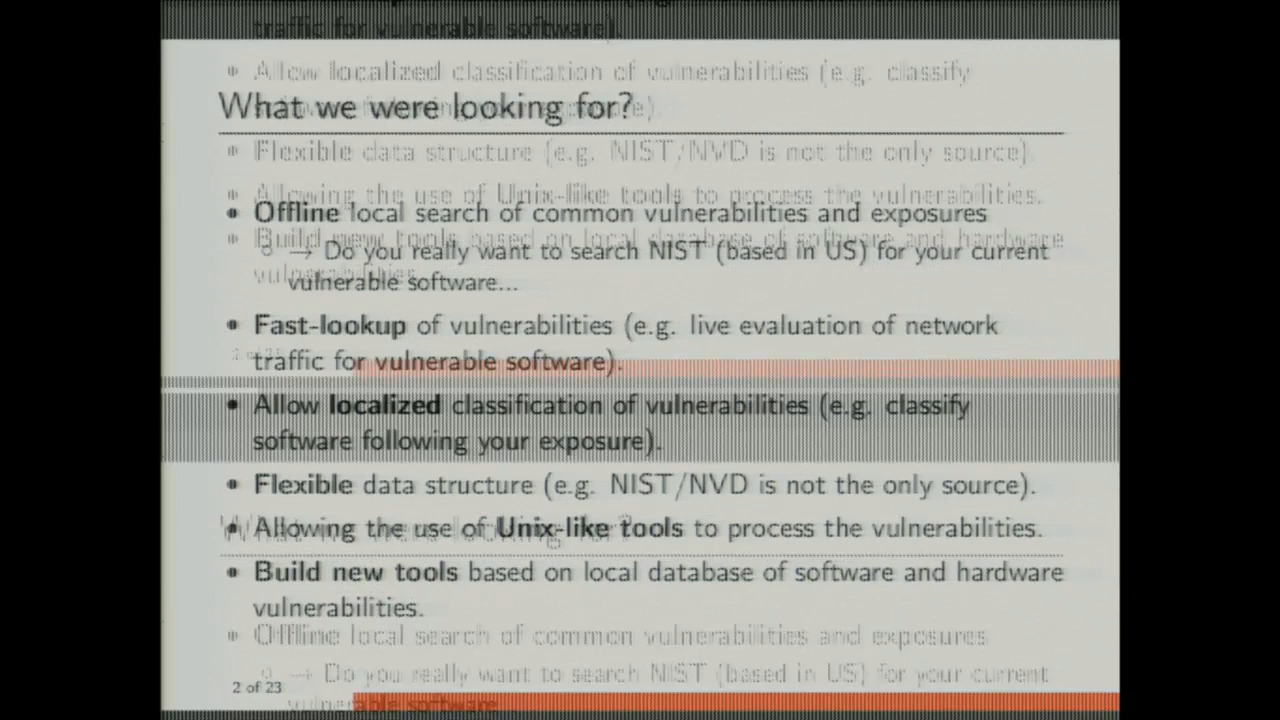 What we were looking for?
• Offline local search of common vulnerabilities and exposures
◦ → Do you really want to search NIST (based in US) for your current
vulnerable software...
• Fast-lookup of vulnerabilities (e.g. live evaluation of network
traffic for vulnerable software).
• Allow localized classification of vulnerabilities (e.g. classify
software following your exposure).
• Flexible data structure (e.g. NIST/NVD is not the only source).
• Allowing the use of Unix-like tools to process the vulnerabilities.
• Build new tools based on local database of software and hardware
vulnerabilities.
2 of 23